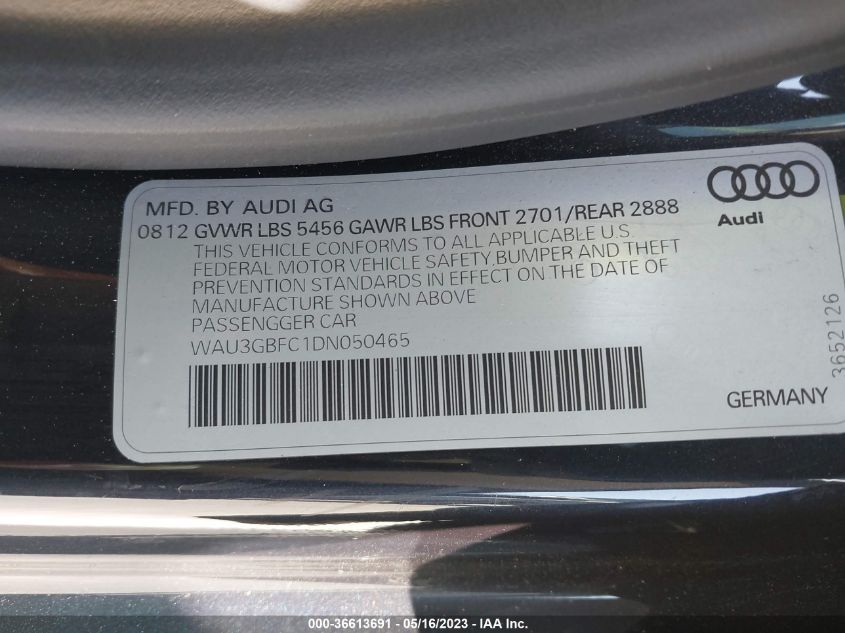 MFD. BY AUDI AG
0812 GVWR LBS 5456 GAWR LBS FRONT 2701/REAR 2888
THIS VEHICLE CONFORMS TO ALL APPLICABLE U.S.
FEDERAL MOTOR VEHICLE SAFETY,BUMPER AND THEFT
PREVENTION STANDARDS IN EFFECT ON THE DATE OF
MANUFACTURE SHOWN ABOVE
PASSENGGER CAR
WAU3GBFC1DN050465
Audi
3652126
GERMANY
000-36613691 - 05/16/2023 - IAA Inc.